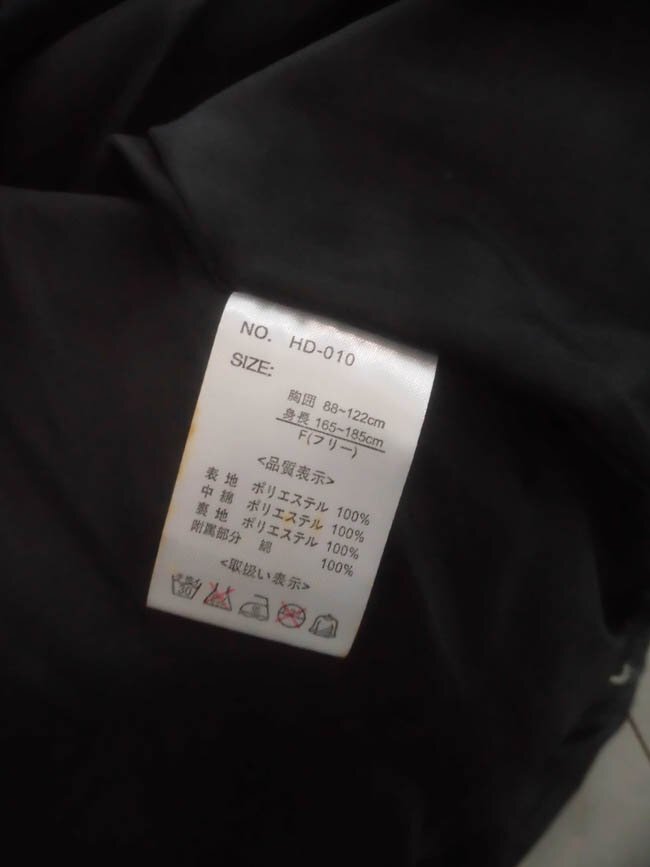 NO. HD-010
SIZE:
胸囲 88~122cm
身長 165~185cm
F(フリー)
<品質表示>
表 地 ポリエステル 100%
中 綿 ポリエステル 100%
裏 地 ポリエステル 100%
附属部分 綿 100%
<取扱い表示>